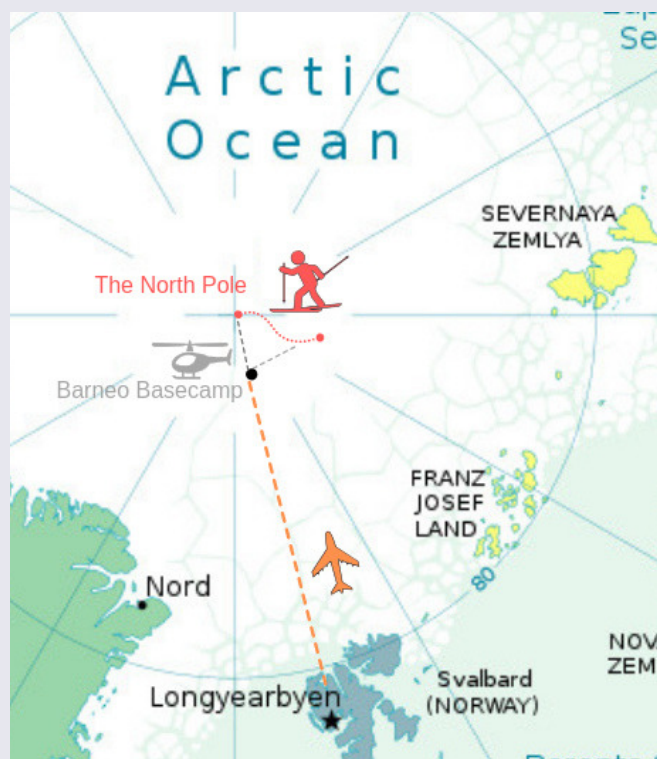 Arctic
Ocean
SEVERNAYA
ZEMLYA
The North Pole
Barneo Basecamp
FRANZ
JOSEF
LAND
80
Nord
Svalbard
(NORWAY)
Longyearbyen